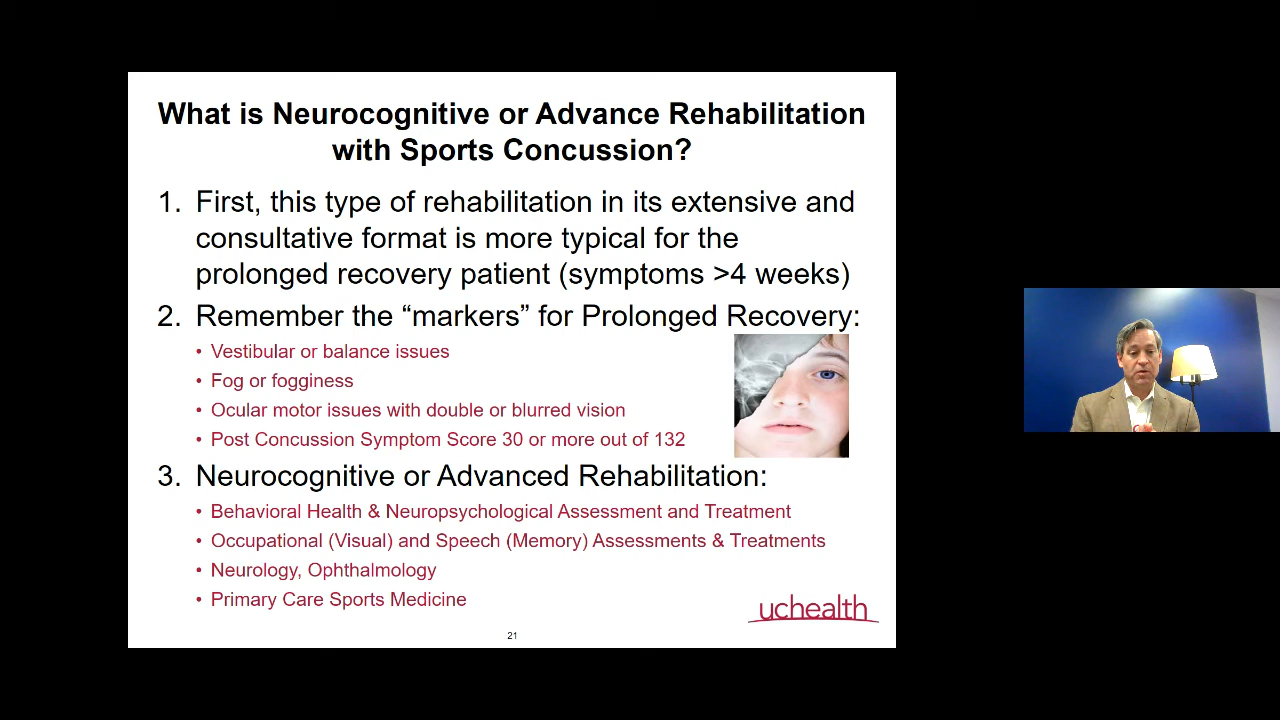 What is Neurocognitive or Advance Rehabilitation
with Sports Concussion?
1. First, this type of rehabilitation in its extensive and
consultative format is more typical for the
prolonged recovery patient (symptoms >4 weeks)
2. Remember the “markers” for Prolonged Recovery:
• Vestibular or balance issues
• Fog or fogginess
• Ocular motor issues with double or blurred vision
• Post Concussion Symptom Score 30 or more out of 132
3. Neurocognitive or Advanced Rehabilitation:
• Behavioral Health & Neuropsychological Assessment and Treatment
• Occupational (Visual) and Speech (Memory) Assessments & Treatments
• Neurology, Ophthalmology
• Primary Care Sports Medicine
uchealth
21